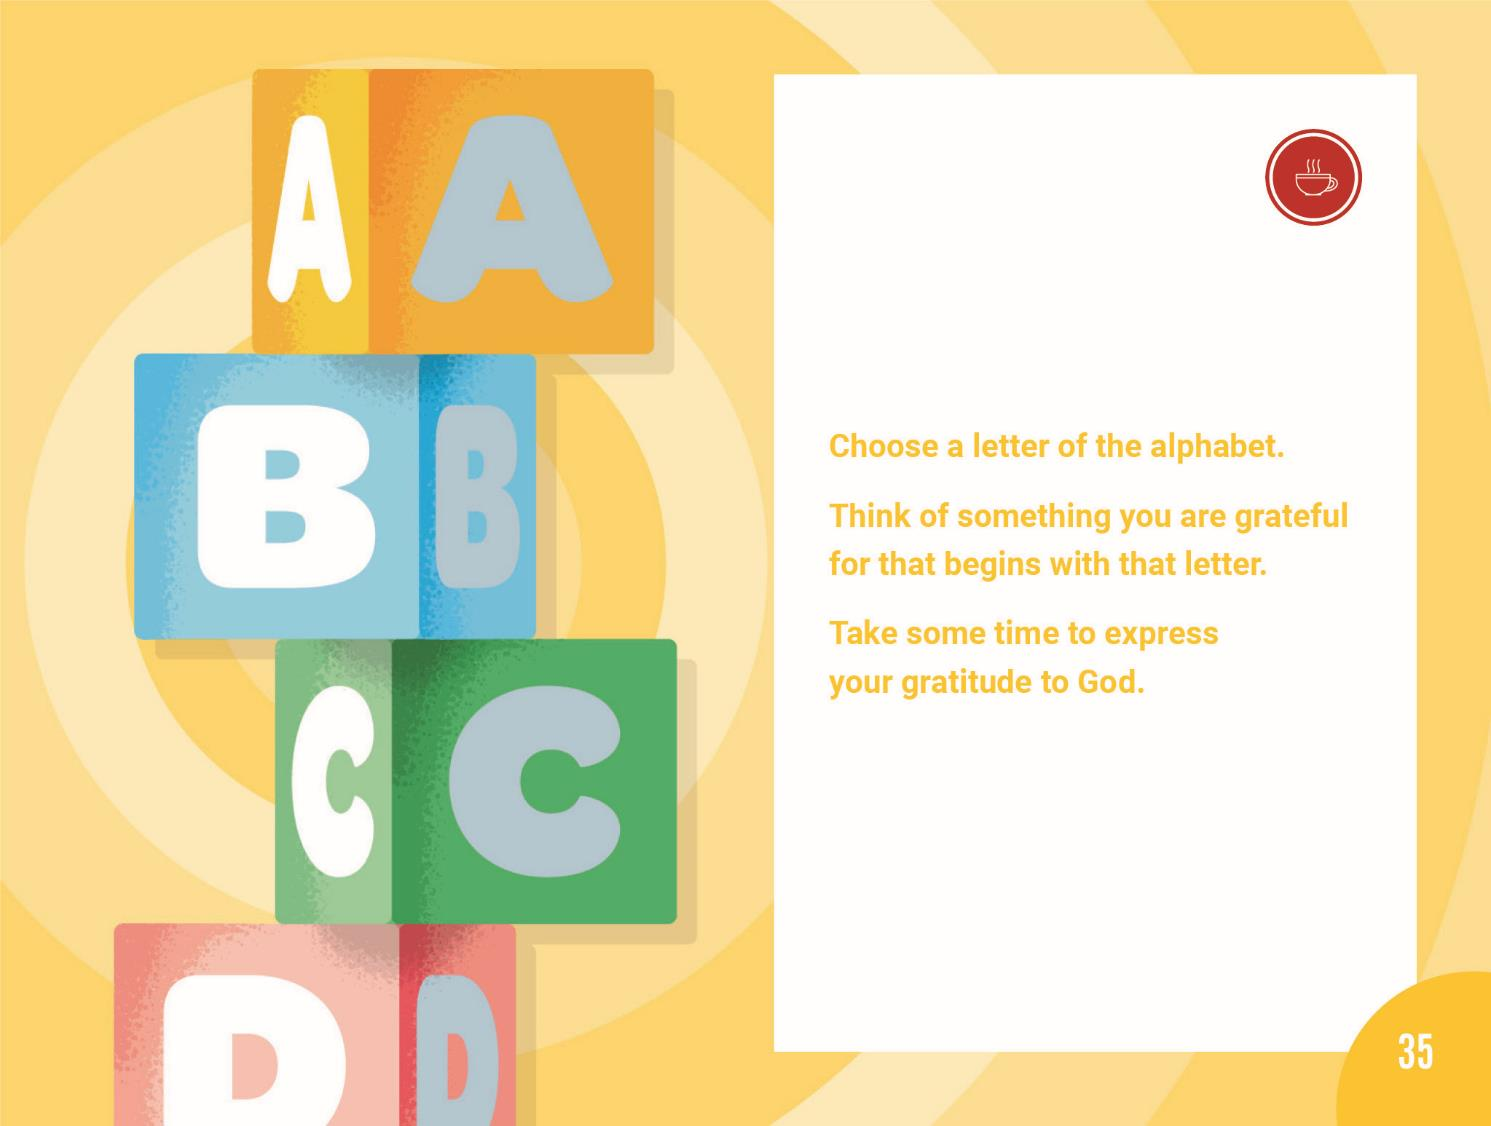 A A
B B
C C
D D
Choose a letter of the alphabet.
Think of something you are grateful
for that begins with that letter.
Take some time to express
your gratitude to God.
35